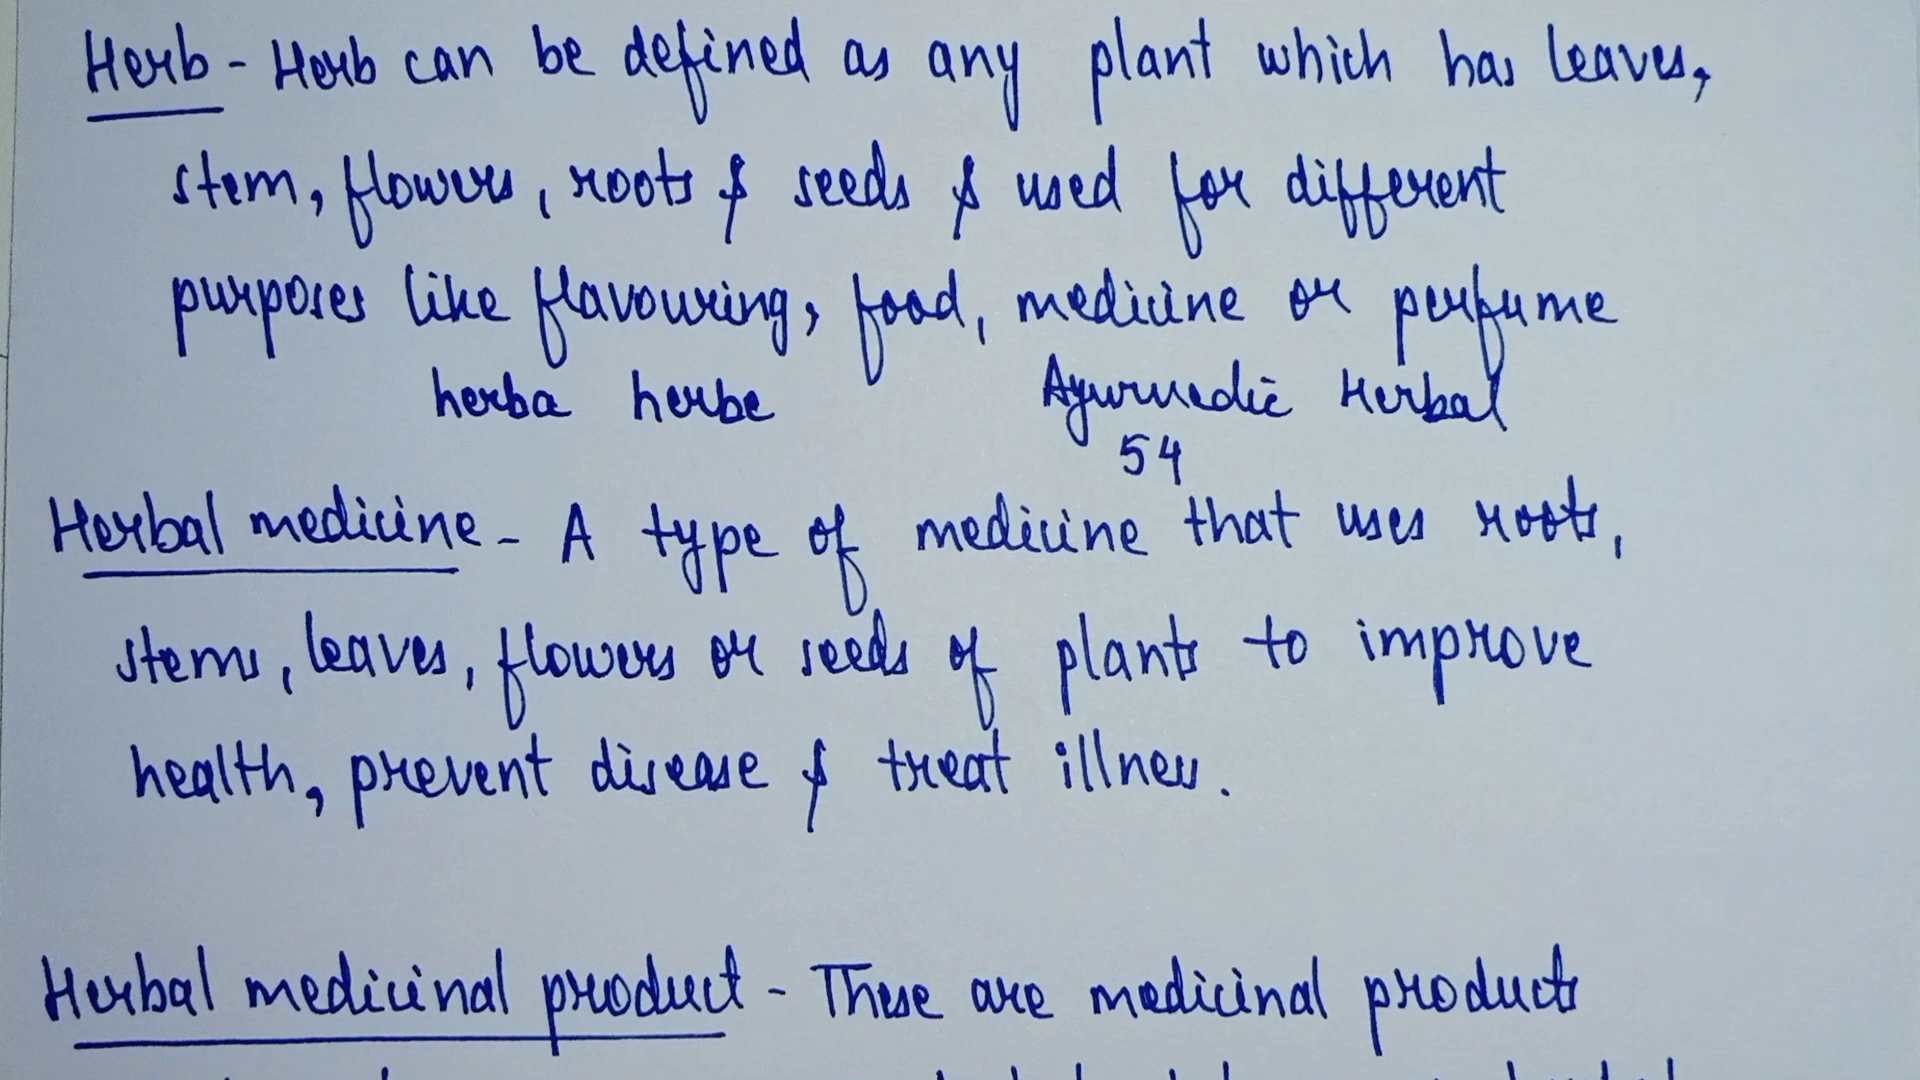 Herb - Herb can be defined as any plant which has leaves,
stem, flowers, roots & seeds & used for different
purposes like flavouring, food, medicine or perfume
herba herbe Ayurvedic Herbal
54
Herbal medicine - A type of medicine that uses roots,
stems, leaves, flowers or seeds of plants to improve
health, prevent disease & treat illness.
Herbal medicinal product - These are medicinal products